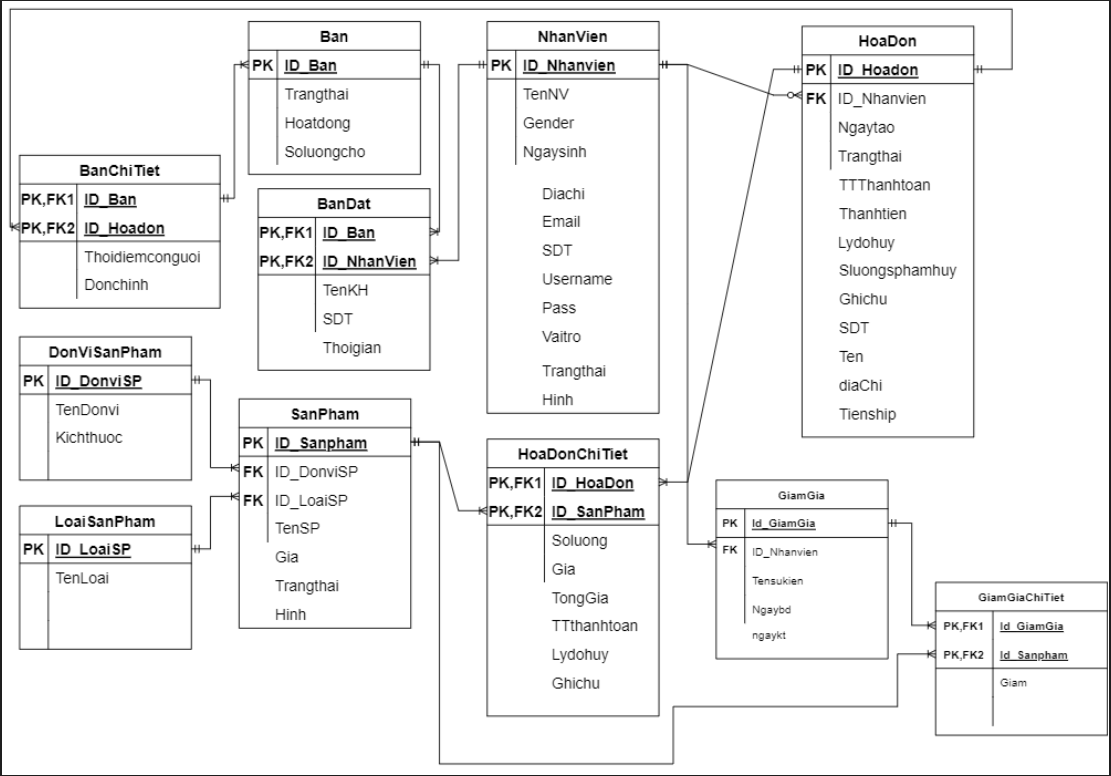 Ban
PK ID_Ban
Trangthai
Hoatdong
Soluongcho
NhanVien
PK ID_Nhanvien
TenNV
Gender
Ngaysinh
Diachi
Email
SDT
Username
Pass
Vaitro
Trangthai
Hinh
HoaDon
PK ID_Hoadon
FK ID_Nhanvien
Ngaytao
Trangthai
TTThanhtoan
Thanhtien
Lydohuy
Sluongsphamhuy
Ghichu
SDT
Ten
diaChi
Tienship
BanChiTiet
PK,FK1 ID_Ban
PK,FK2 ID_Hoadon
Thoidiemconguoi
Donchinh
BanDat
PK,FK1 ID_Ban
PK,FK2 ID_NhanVien
TenKH
SDT
Thoigian
DonViSanPham
PK ID_DonviSP
TenDonvi
Kichthuoc
SanPham
PK ID_Sanpham
FK ID_DonviSP
FK ID_LoaiSP
TenSP
Gia
Trangthai
Hinh
LoaiSanPham
PK ID_LoaiSP
TenLoai
HoaDonChiTiet
PK,FK1 ID_HoaDon
PK,FK2 ID_SanPham
Soluong
Gia
TongGia
TTthanhtoan
Lydohuy
Ghichu
GiamGia
PK Id_GiamGia
FK ID_Nhanvien
Tensukien
Ngaybd
ngaykt
GiamGiaChiTiet
PK,FK1 Id_GiamGia
PK,FK2 Id_Sanpham
Giam